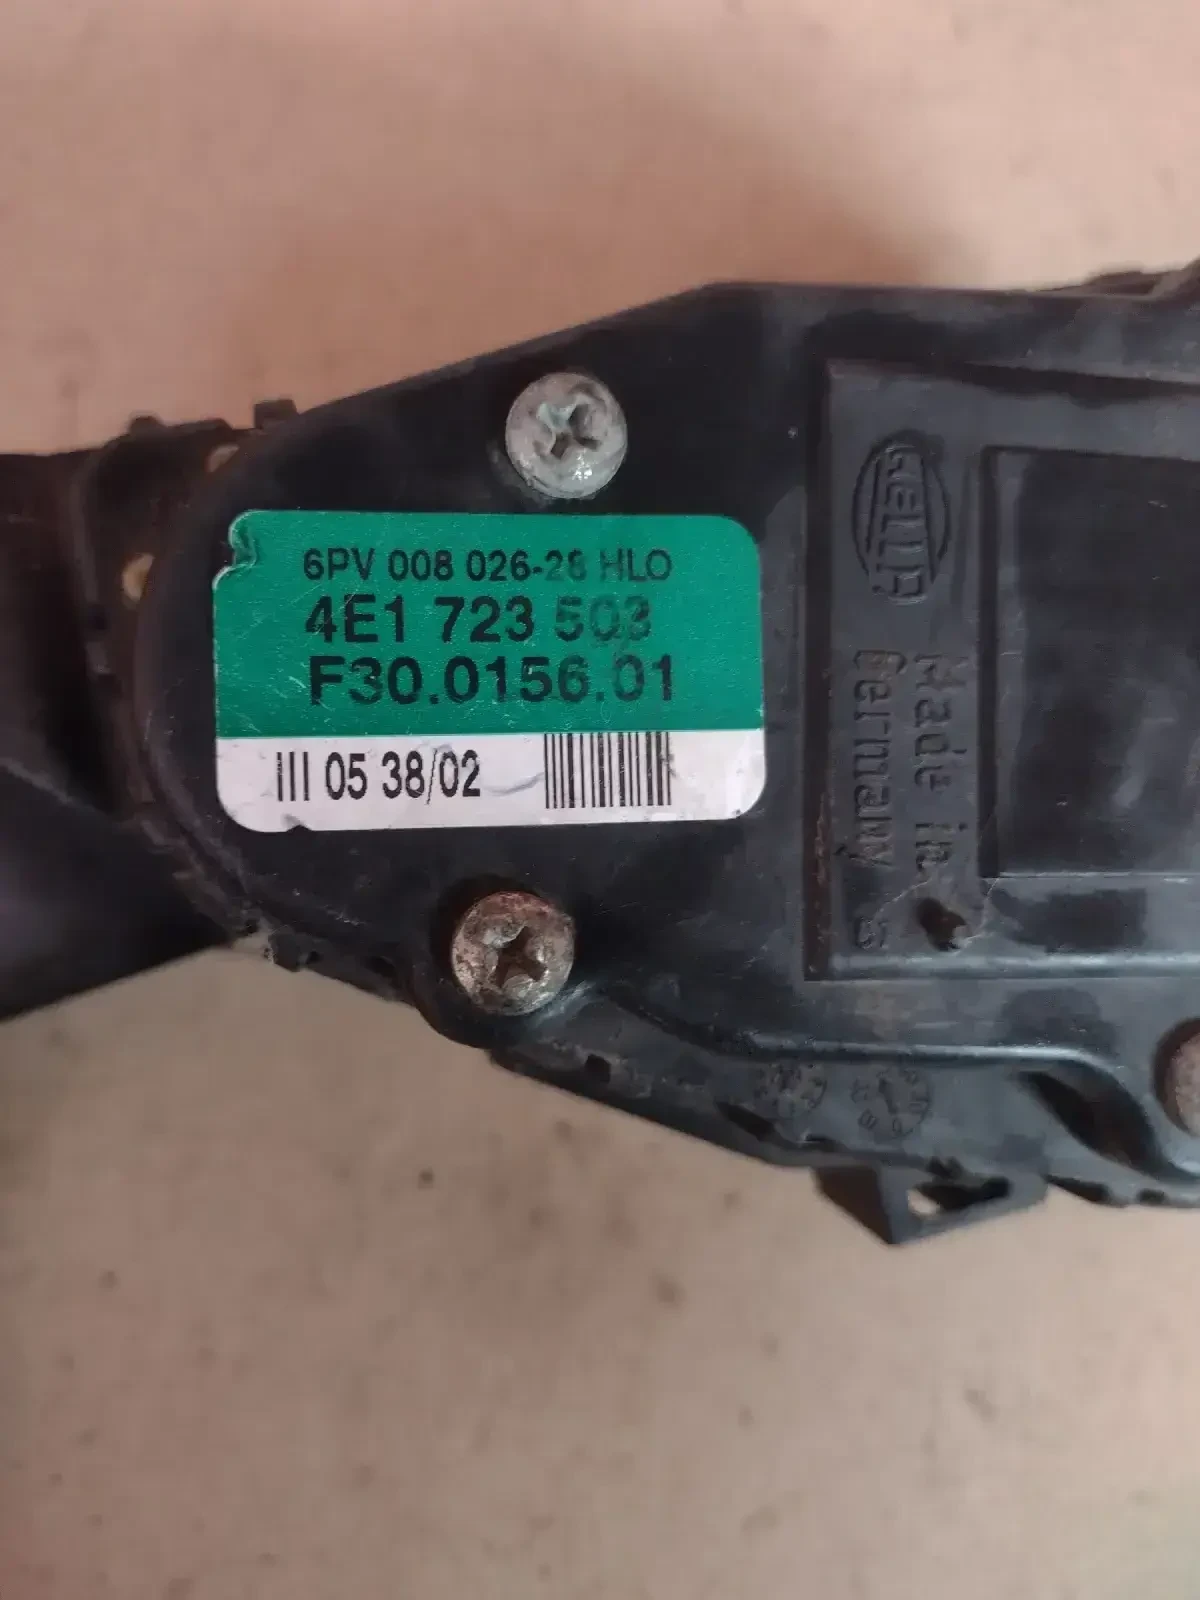 6PV 008 026-28 HLO
4E1 723 503
F30.0156.01
III 05 38/02
HELLA
Made in
Germany